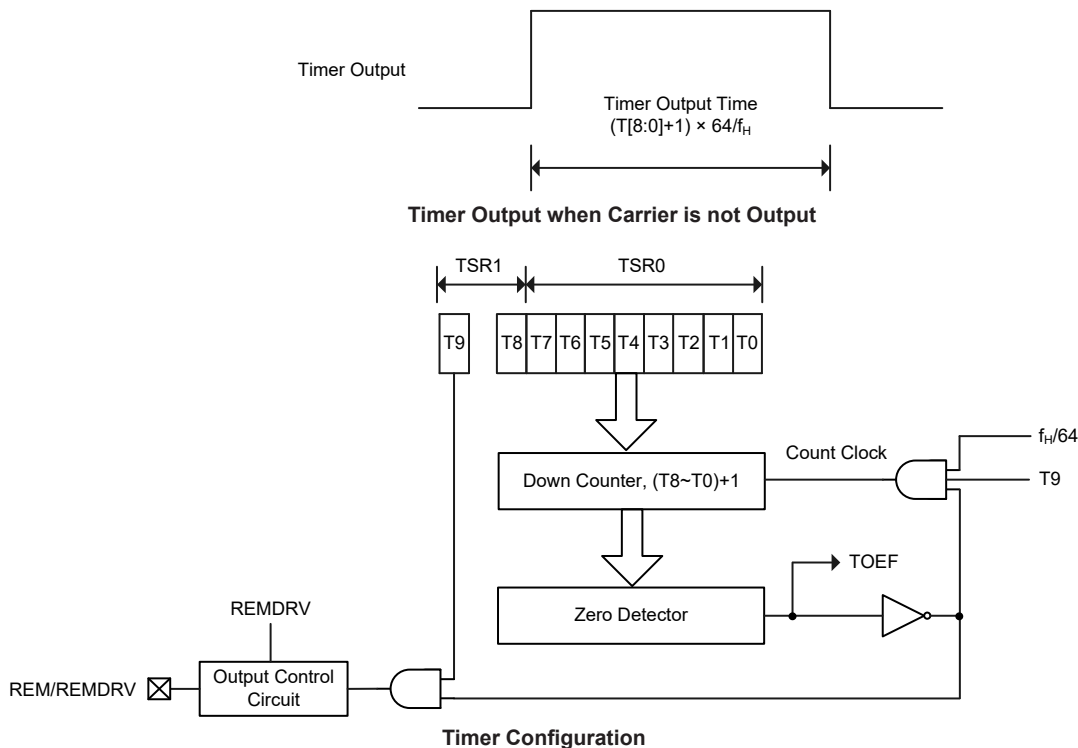 Timer Output
Timer Output Time
(T[8:0]+1) × 64/fH
Timer Output when Carrier is not Output
TSR1 TSR0
T9 T8 T7 T6 T5 T4 T3 T2 T1 T0
fH/64
Count Clock
Down Counter, (T8~T0)+1
T9
TOEF
Zero Detector
REMDRV
REM/REMDRV
Output Control
Circuit
Timer Configuration